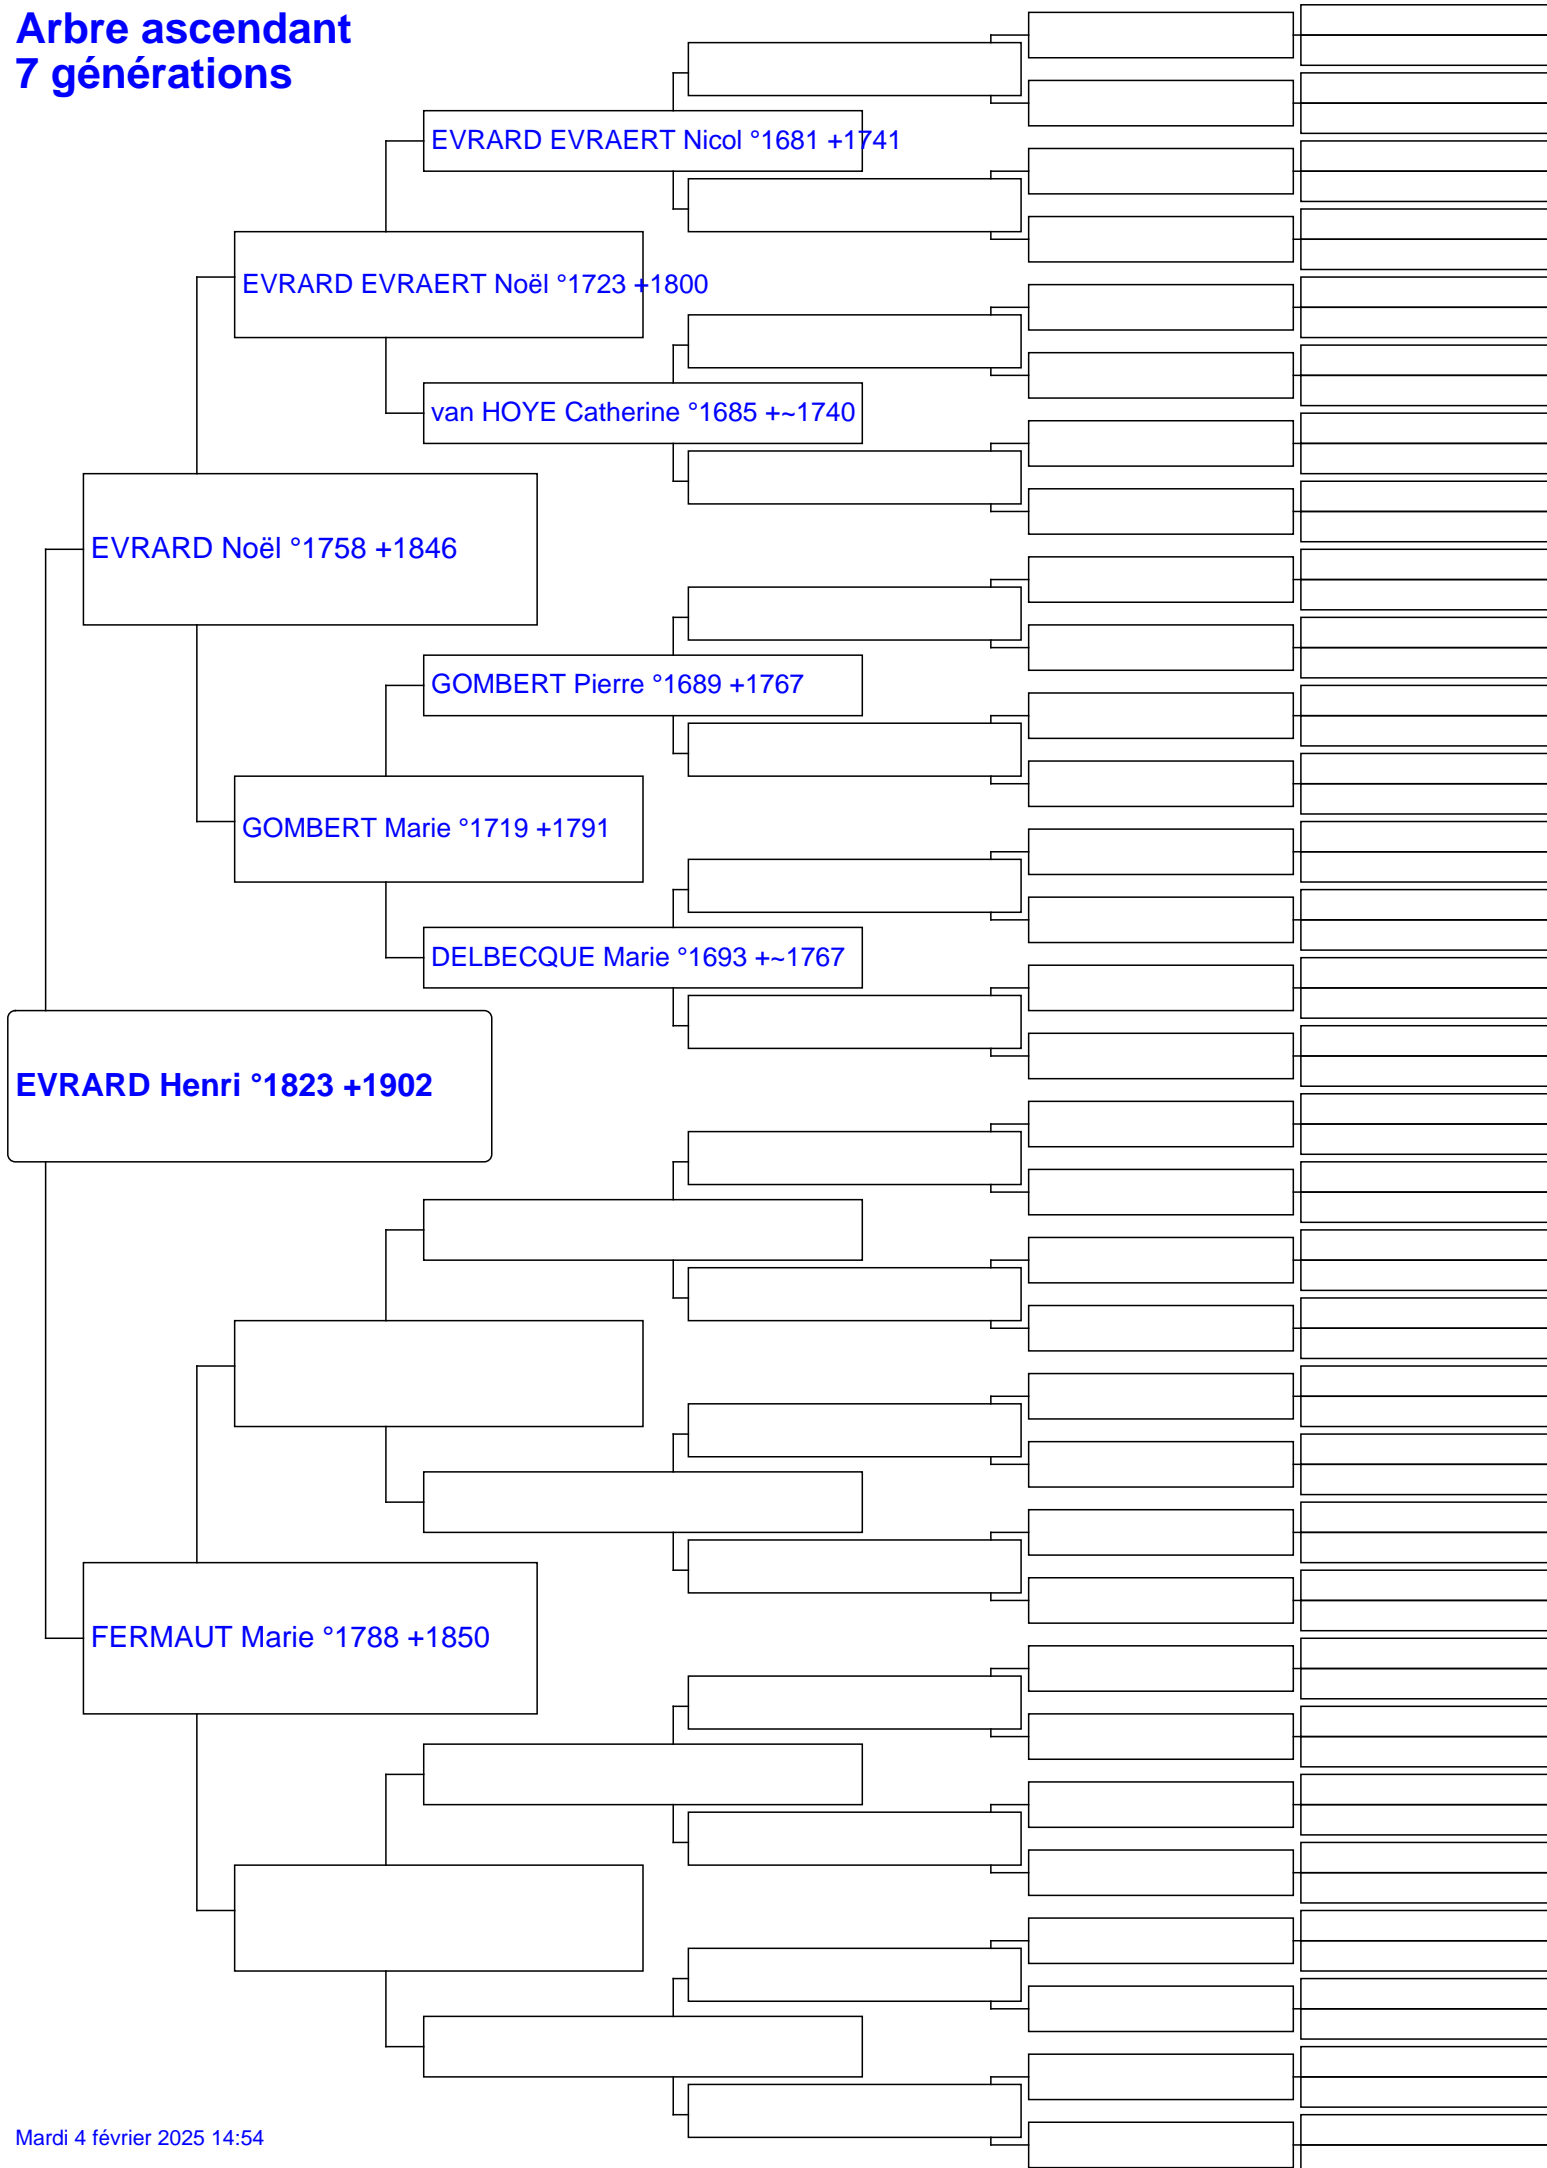 Arbre ascendant
7 générations
EVRARD EVRAERT Nicol °1681 +1741
EVRARD EVRAERT Noël °1723 +1800
van HOYE Catherine °1685 +~1740
EVRARD Noël °1758 +1846
GOMBERT Pierre °1689 +1767
GOMBERT Marie °1719 +1791
DELBECQUE Marie °1693 +~1767
EVRARD Henri °1823 +1902
FERMAUT Marie °1788 +1850
Mardi 4 février 2025 14:54